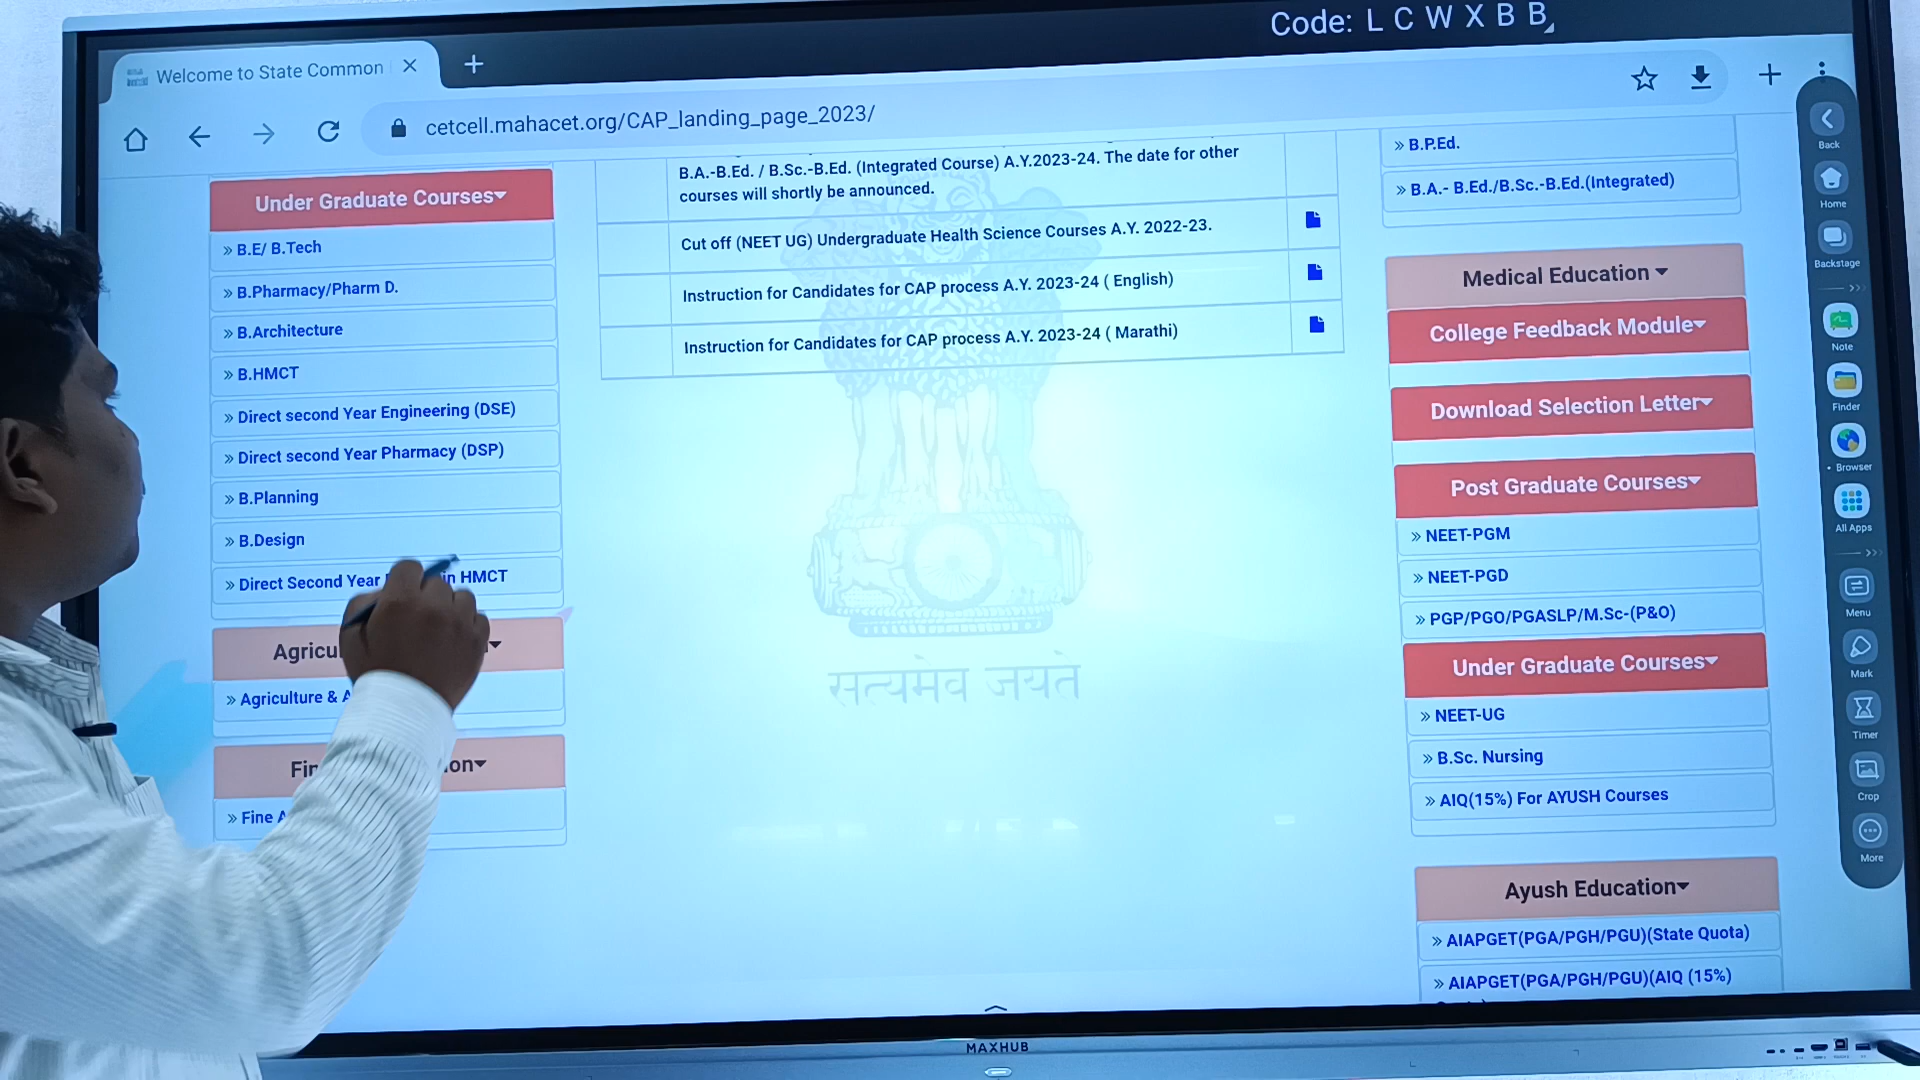 Code: L C W X B B
Welcome to State Common
cetcell.mahacet.org/CAP_landing_page_2023/
Under Graduate Courses
» B.E/ B.Tech
» B.Pharmacy/Pharm D.
» B.Architecture
» B.HMCT
» Direct second Year Engineering (DSE)
» Direct second Year Pharmacy (DSP)
» B.Planning
» B.Design
» Direct Second Year in HMCT
Agricu
» Agriculture & A
Fin on
» Fine A
B.A.-B.Ed. / B.Sc.-B.Ed. (Integrated Course) A.Y.2023-24. The date for other
courses will shortly be announced.
Cut off (NEET UG) Undergraduate Health Science Courses A.Y. 2022-23.
Instruction for Candidates for CAP process A.Y. 2023-24 ( English)
Instruction for Candidates for CAP process A.Y. 2023-24 ( Marathi)
सत्यमेव जयते
» B.P.Ed.
» B.A.- B.Ed./B.Sc.-B.Ed.(Integrated)
Medical Education
College Feedback Module
Download Selection Letter
Post Graduate Courses
» NEET-PGM
» NEET-PGD
» PGP/PGO/PGASLP/M.Sc-(P&O)
Under Graduate Courses
» NEET-UG
» B.Sc. Nursing
» AIQ(15%) For AYUSH Courses
Ayush Education
» AIAPGET(PGA/PGH/PGU)(State Quota)
» AIAPGET(PGA/PGH/PGU)(AIQ (15%)
Back
Home
Backstage
Note
Finder
Browser
All Apps
Menu
Mark
Timer
Crop
More
MAXHUB